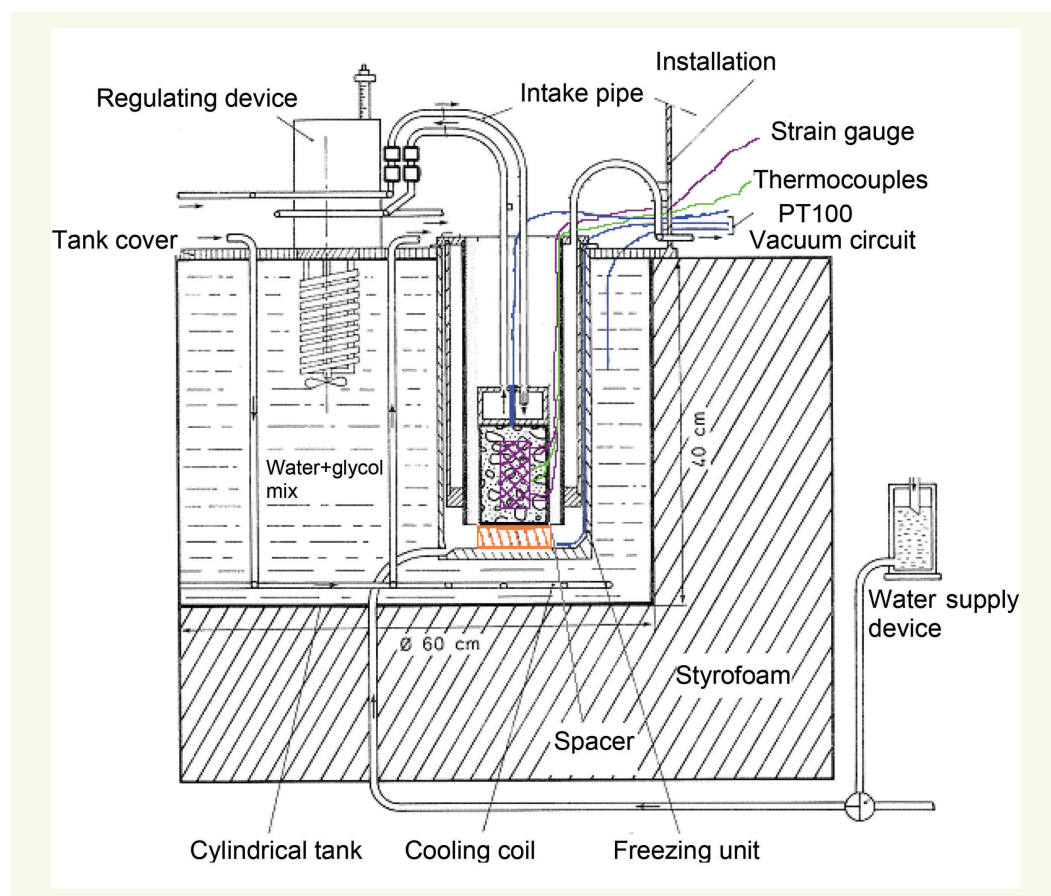 Installation
Regulating device
Intake pipe
Strain gauge
Thermocouples
PT100
Tank cover
Vacuum circuit
40 cm
Water+glycol
mix
Water supply
device
Ø 60 cm
Styrofoam
Spacer
Cylindrical tank
Cooling coil
Freezing unit